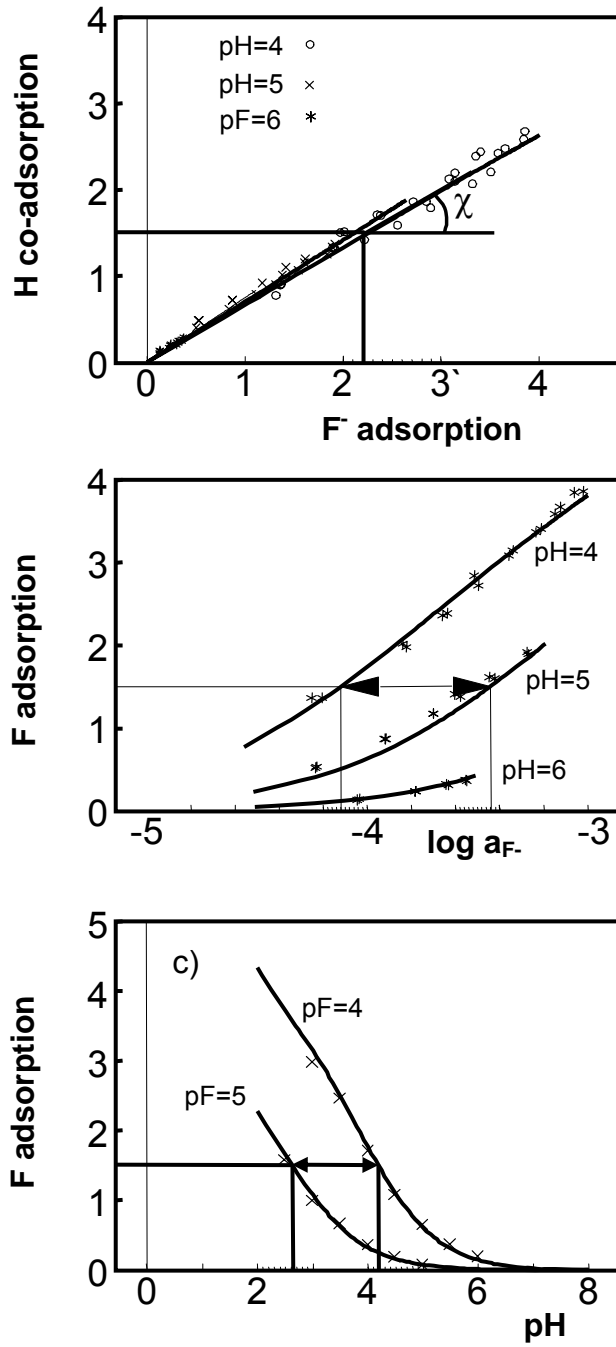 4
pH=4
pH=5
pF=6
3
H co-adsorption
2
χ
1
0
0 1 2 3` 4
F- adsorption
4
pH=4
3
F adsorption
2
pH=5
1
pH=6
0
-5 -4 log aF- -3
5
c)
4
pF=4
3
pF=5
F adsorption
2
1
0
0 2 4 6 8
pH